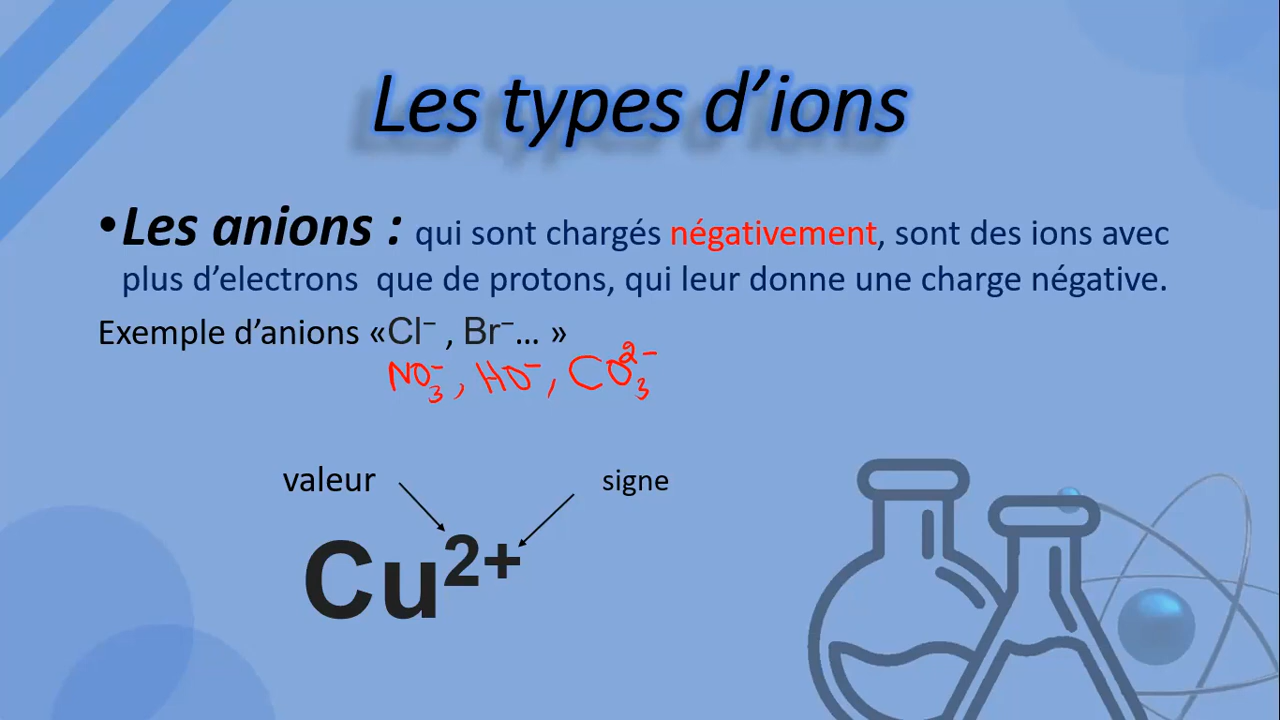 Les types d’ions
•Les anions : qui sont chargés négativement, sont des ions avec
plus d’electrons que de protons, qui leur donne une charge négative.
Exemple d’anions «Cl⁻ , Br⁻... »
NO₃⁻, HO⁻, CO₃²⁻
valeur signe
Cu²⁺